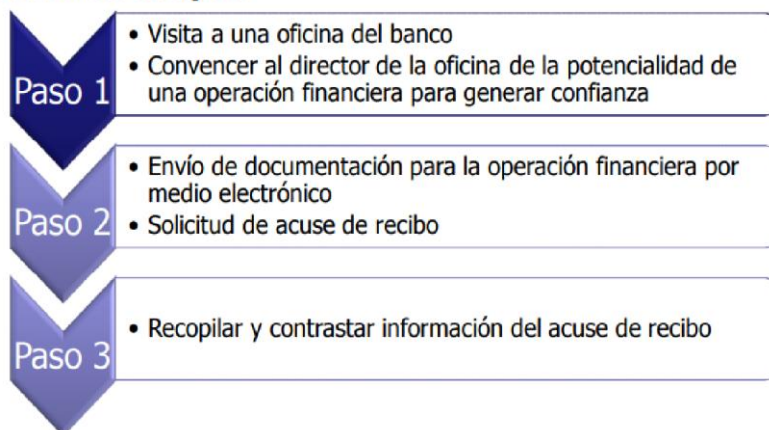 • Visita a una oficina del banco
• Convencer al director de la oficina de la potencialidad de
una operación financiera para generar confianza
Paso 1
• Envío de documentación para la operación financiera por
medio electrónico
• Solicitud de acuse de recibo
Paso 2
• Recopilar y contrastar información del acuse de recibo
Paso 3